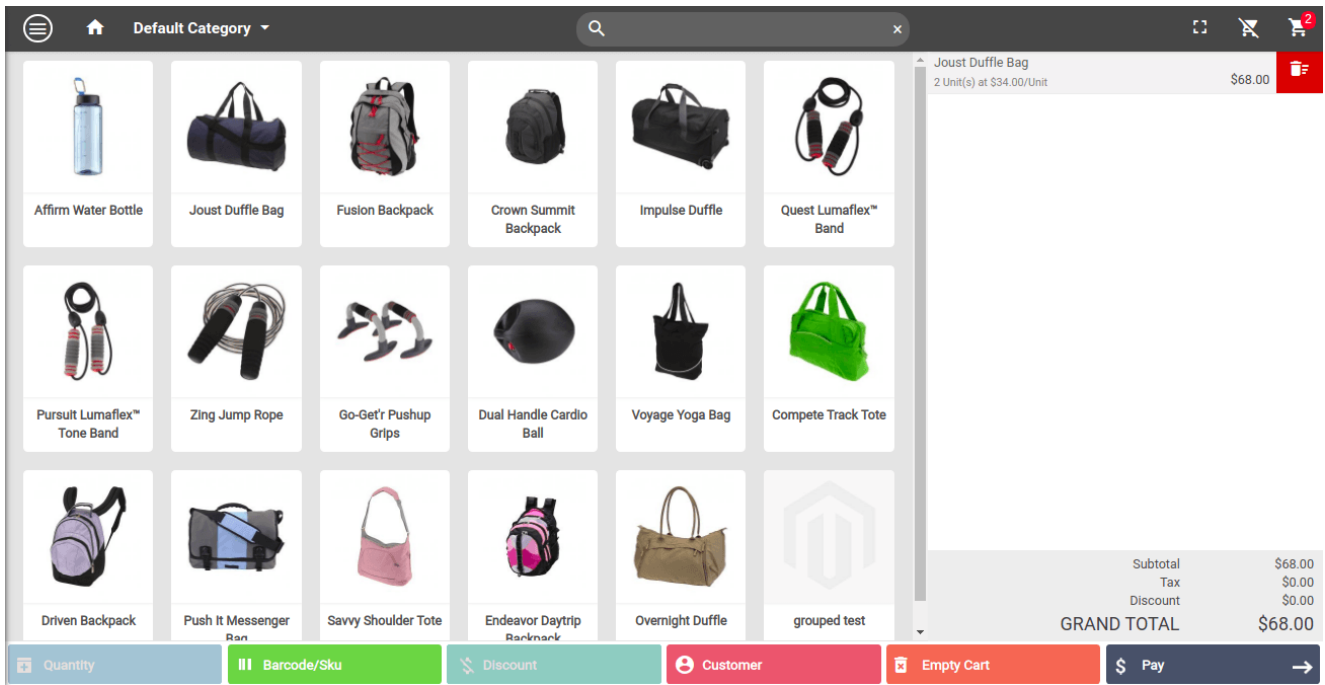 Default Category
×
2
Joust Duffle Bag
2 Unit(s) at $34.00/Unit
$68.00
Affirm Water Bottle
Joust Duffle Bag
Fusion Backpack
Crown Summit
Backpack
Impulse Duffle
Quest Lumaflex™
Band
Pursuit Lumaflex™
Tone Band
Zing Jump Rope
Go-Get'r Pushup
Grips
Dual Handle Cardio
Ball
Voyage Yoga Bag
Compete Track Tote
Driven Backpack
Push It Messenger
Bag
Savvy Shoulder Tote
Endeavor Daytrip
Backpack
Overnight Duffle
grouped test
Subtotal $68.00
Tax $0.00
Discount $0.00
GRAND TOTAL $68.00
Quantity
Barcode/Sku
Discount
Customer
Empty Cart
$ Pay